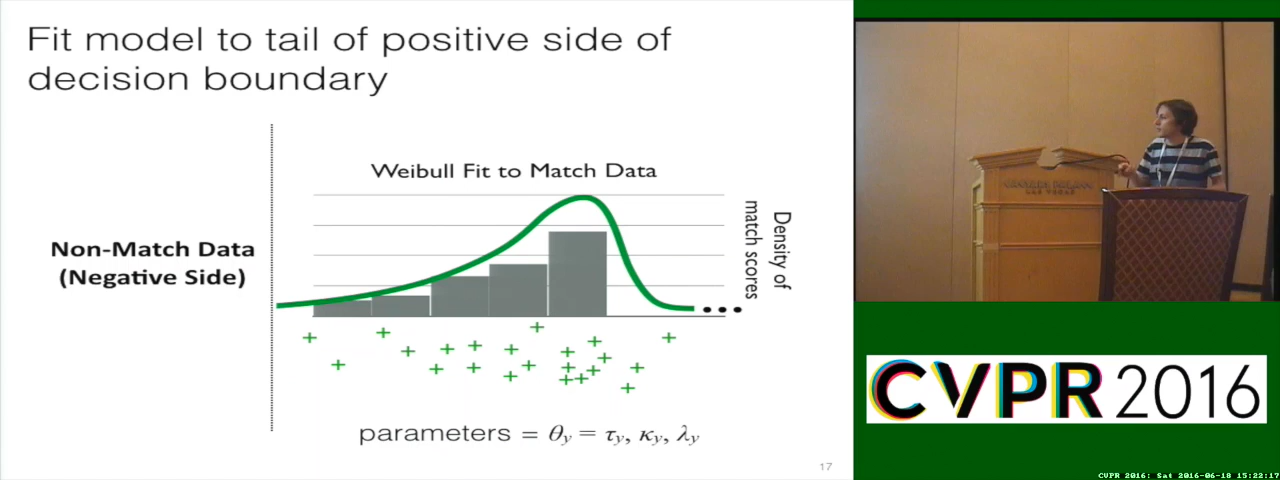 Fit model to tail of positive side of
decision boundary
Weibull Fit to Match Data
Non-Match Data
(Negative Side)
Density of
match scores
parameters = θy = τy, κy, λy
17
LAS VEGAS
CVPR 2016
CVPR 2016: Sat 2016-06-18 15:22:17